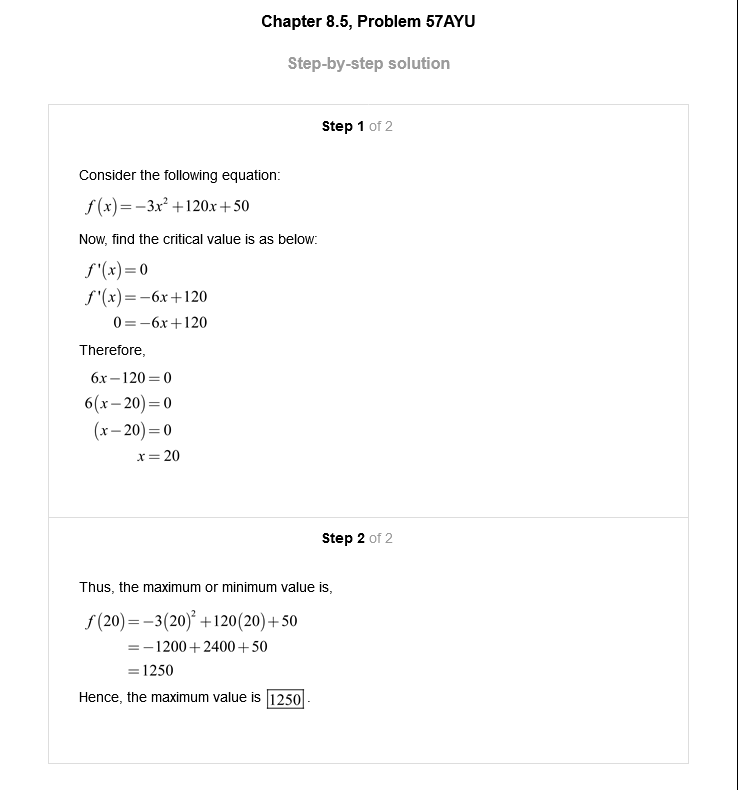 Chapter 8.5, Problem 57AYU
Step-by-step solution
Step 1 of 2
Consider the following equation:
f(x)=−3x²+120x+50
Now, find the critical value is as below:
f'(x)=0
f'(x)=−6x+120
0=−6x+120
Therefore,
6x−120=0
6(x−20)=0
(x−20)=0
x=20
Step 2 of 2
Thus, the maximum or minimum value is,
f(20)=−3(20)²+120(20)+50
=−1200+2400+50
=1250
Hence, the maximum value is 1250.